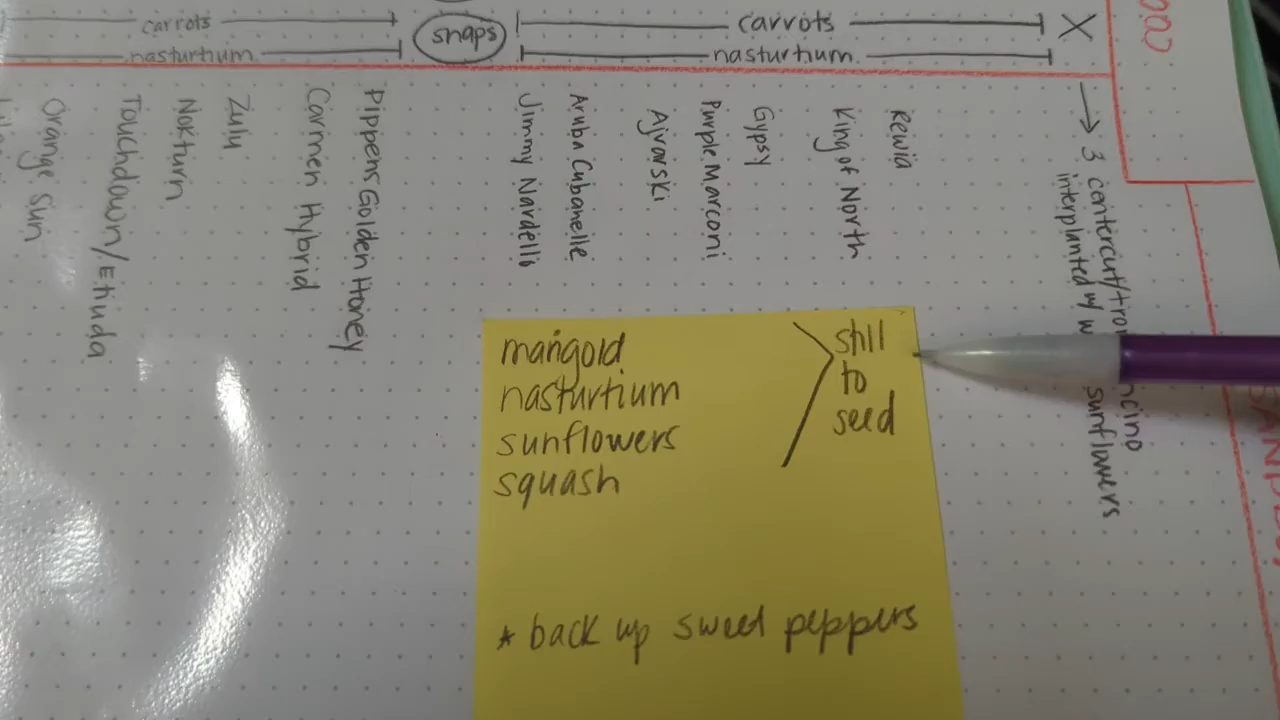 carrots
nasturtium
snaps
carrots
nasturtium
X
Orange Sun
Touchdown/Etiuda
Nokturn
Zulu
Carmen Hybrid
Pippens Golden Honey
Jimmy Nardello
Aruba Cubanelle
Ajvarski
Purple Marconi
Gypsy
King of North
Rewia
→ 3 centercut/
interplanted w/
sunflowers
marigold
nasturtium
sunflowers
squash
still
to
seed
* back up sweet peppers